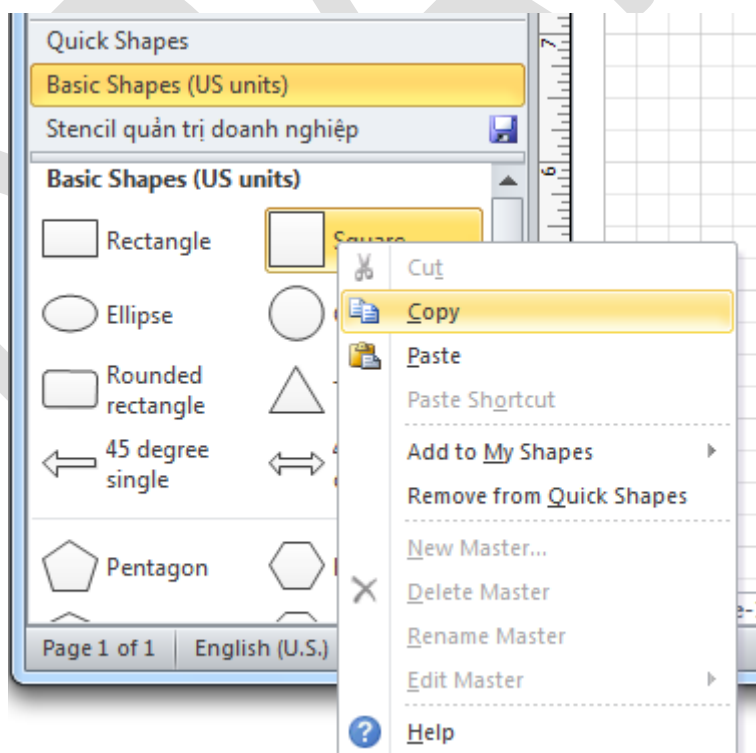 Quick Shapes
Basic Shapes (US units)
Stencil quản trị doanh nghiệp
Basic Shapes (US units)
Rectangle
Square
Ellipse
Rounded
rectangle
45 degree
single
Pentagon
Page 1 of 1 English (U.S.)
Cut
Copy
Paste
Paste Shortcut
Add to My Shapes
Remove from Quick Shapes
New Master...
Delete Master
Rename Master
Edit Master
Help
7
6